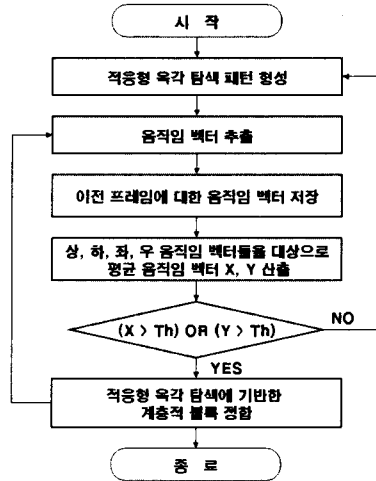 시 작
적응형 육각 탐색 패턴 형성
움직임 벡터 추출
이전 프레임에 대한 움직임 벡터 저장
상, 하, 좌, 우 움직임 벡터들을 대상으로
평균 움직임 벡터 X, Y 산출
(X > Th) OR (Y > Th)
NO
YES
적응형 육각 탐색에 기반한
계층적 블록 정합
종 료